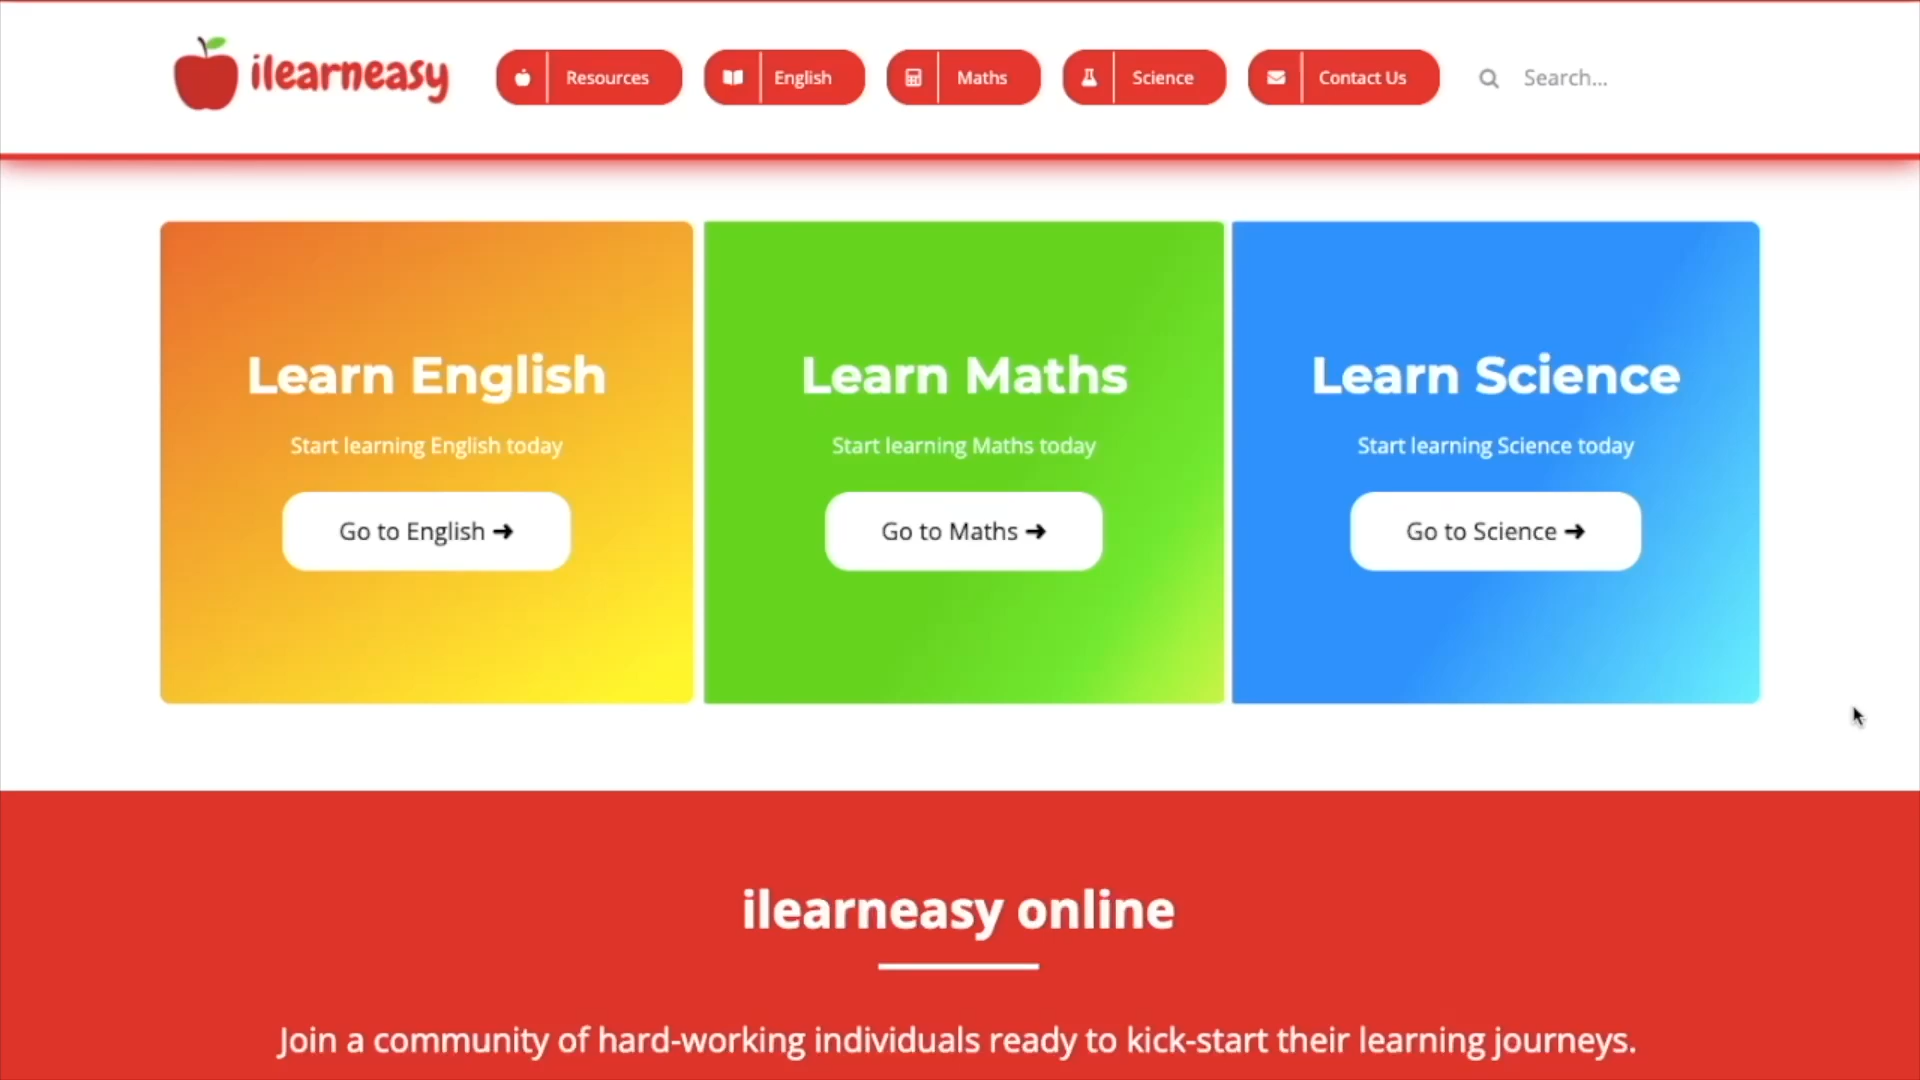 ilearneasy
Resources
English
Maths
Science
Contact Us
Search...
Learn English
Start learning English today
Go to English ➜
Learn Maths
Start learning Maths today
Go to Maths ➜
Learn Science
Start learning Science today
Go to Science ➜
ilearneasy online
Join a community of hard-working individuals ready to kick-start their learning journeys.